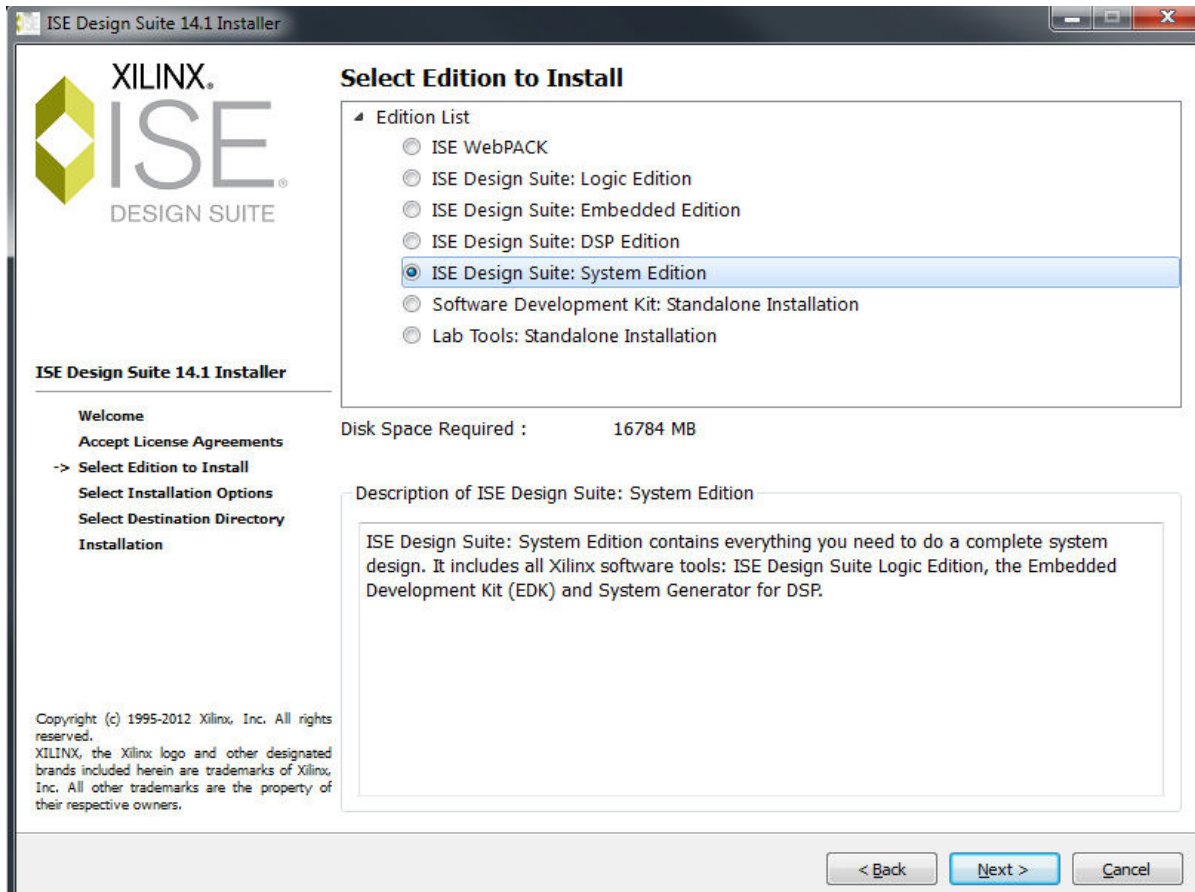 ISE Design Suite 14.1 Installer
XILINX®
ISE®
DESIGN SUITE
ISE Design Suite 14.1 Installer
Welcome
Accept License Agreements
-> Select Edition to Install
Select Installation Options
Select Destination Directory
Installation
Copyright (c) 1995-2012 Xilinx, Inc. All rights
reserved.
XILINX, the Xilinx logo and other designated
brands included herein are trademarks of Xilinx,
Inc. All other trademarks are the property of
their respective owners.
Select Edition to Install
Edition List
ISE WebPACK
ISE Design Suite: Logic Edition
ISE Design Suite: Embedded Edition
ISE Design Suite: DSP Edition
ISE Design Suite: System Edition
Software Development Kit: Standalone Installation
Lab Tools: Standalone Installation
Disk Space Required : 16784 MB
Description of ISE Design Suite: System Edition
ISE Design Suite: System Edition contains everything you need to do a complete system
design. It includes all Xilinx software tools: ISE Design Suite Logic Edition, the Embedded
Development Kit (EDK) and System Generator for DSP.
< Back Next > Cancel